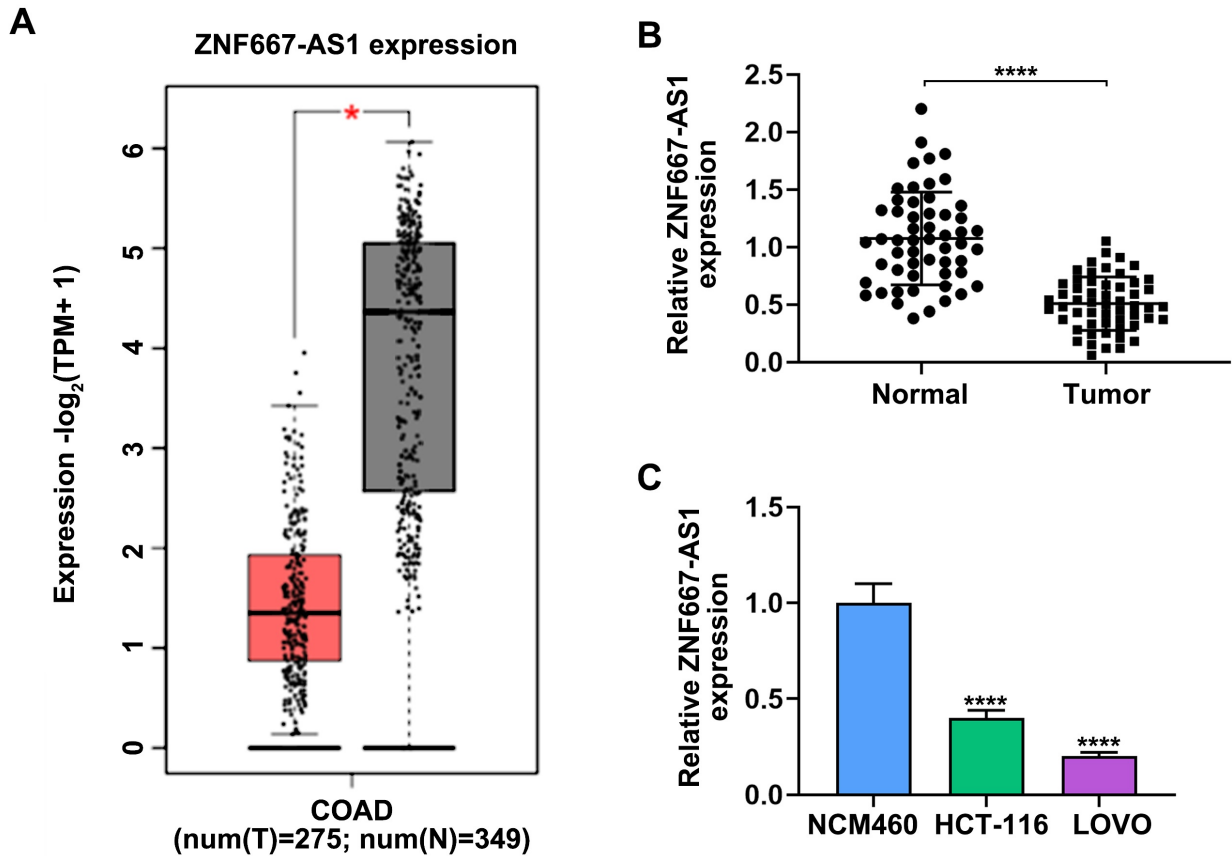 A
ZNF667-AS1 expression
Expression -log2(TPM+ 1)
6
5
4
3
2
1
0
*
COAD
(num(T)=275; num(N)=349)
B
Relative ZNF667-AS1
expression
2.5
2.0
1.5
1.0
0.5
0.0
****
Normal
Tumor
C
Relative ZNF667-AS1
expression
1.5
1.0
0.5
0.0
****
****
NCM460
HCT-116
LOVO